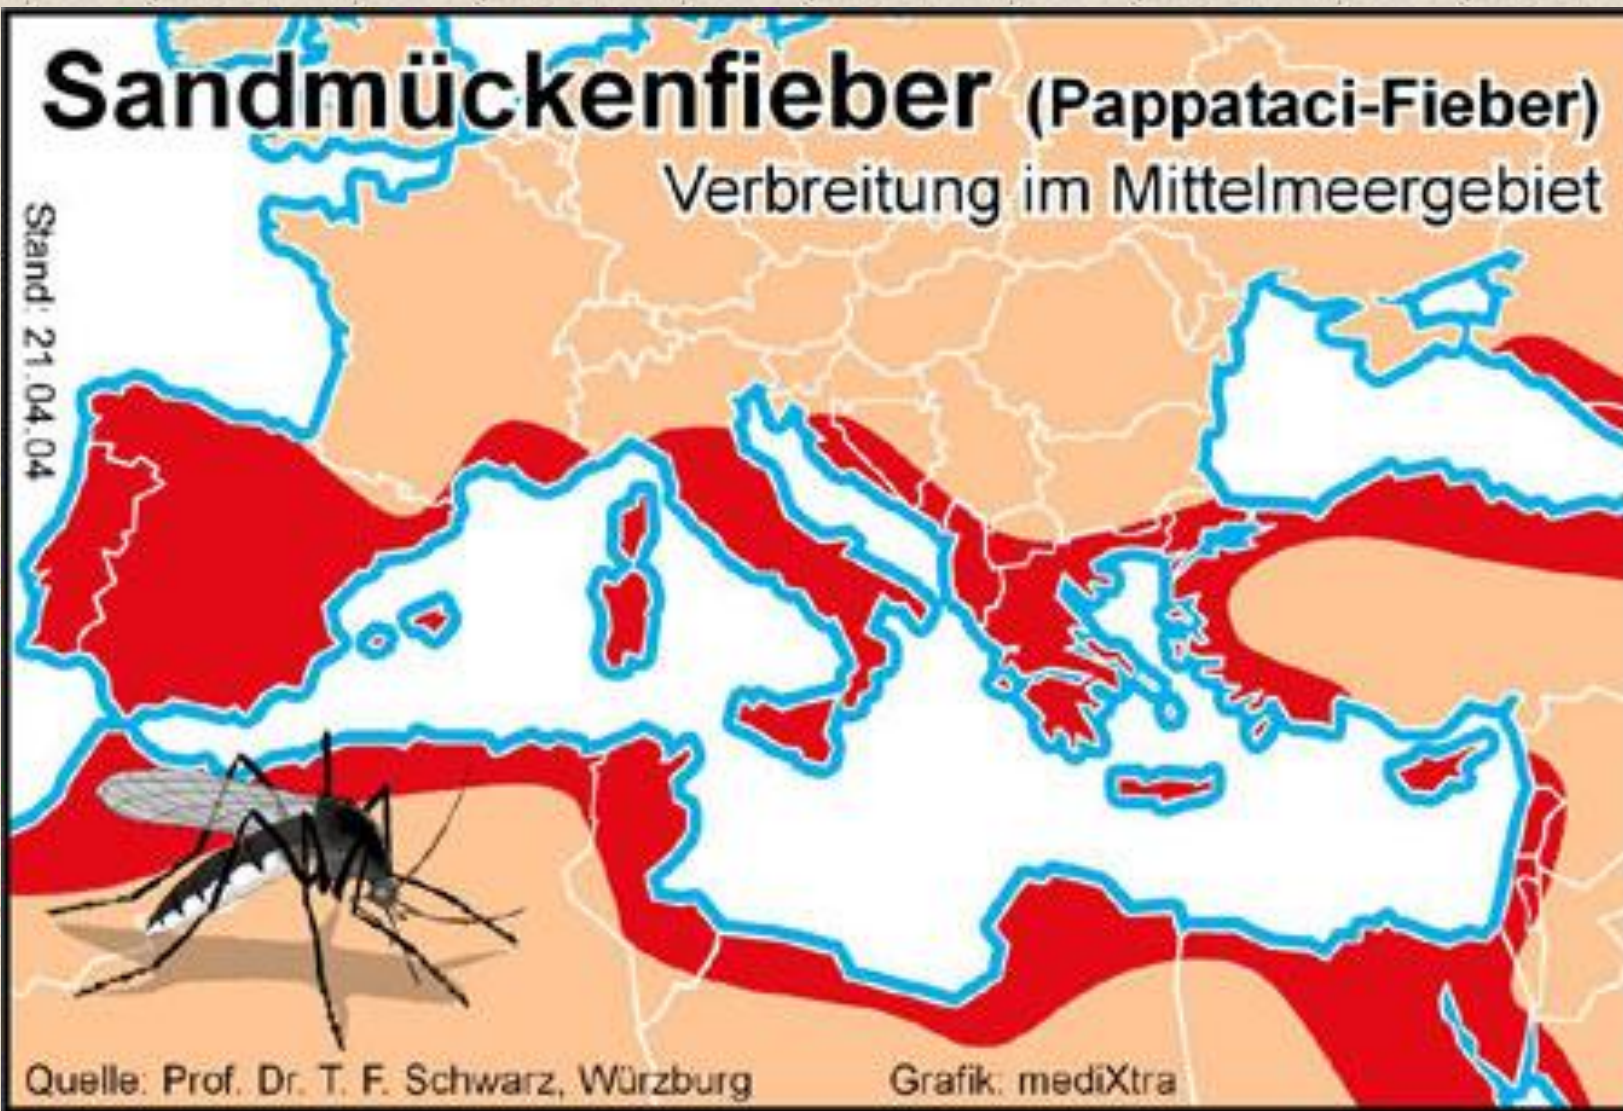 Sandmückenfieber (Pappataci-Fieber)
Verbreitung im Mittelmeergebiet
Stand: 21.04.04
Quelle: Prof. Dr. T. F. Schwarz, Würzburg
Grafik: mediXtra